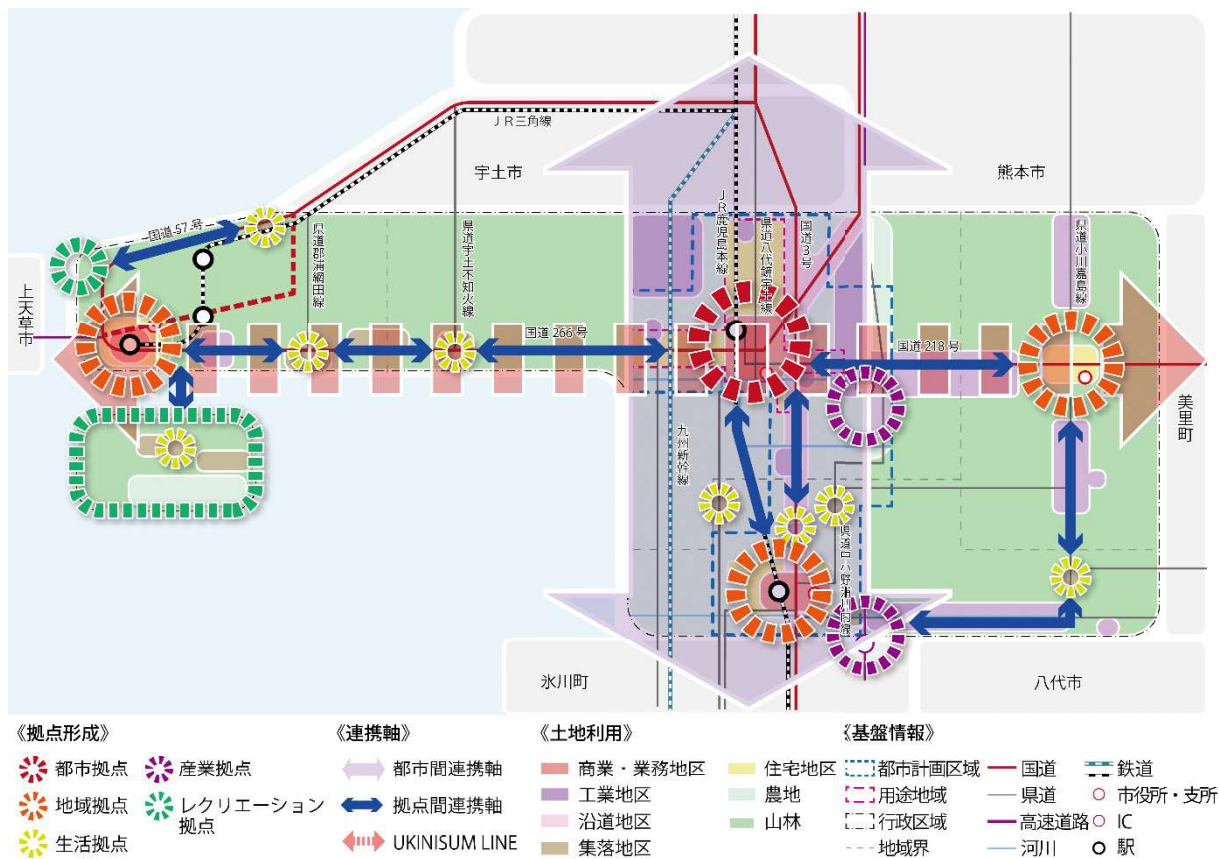 JR三角線
宇土市
熊本市
国道57号
県道郡浦網田線
県道宇土不知火線
JR鹿児島本線
県道八代鏡宇土線
国道3号
県道小川嘉島線
上天草市
国道266号
国道218号
美里町
九州新幹線
氷川町
八代市
《拠点形成》
都市拠点
産業拠点
地域拠点
レクリエーション
拠点
生活拠点
《連携軸》
都市間連携軸
拠点間連携軸
UKINISUM LINE
《土地利用》
商業・業務地区
住宅地区
工業地区
農地
沿道地区
山林
集落地区
《基盤情報》
都市計画区域
国道
鉄道
用途地域
県道
市役所・支所
行政区域
高速道路
IC
地域界
河川
駅